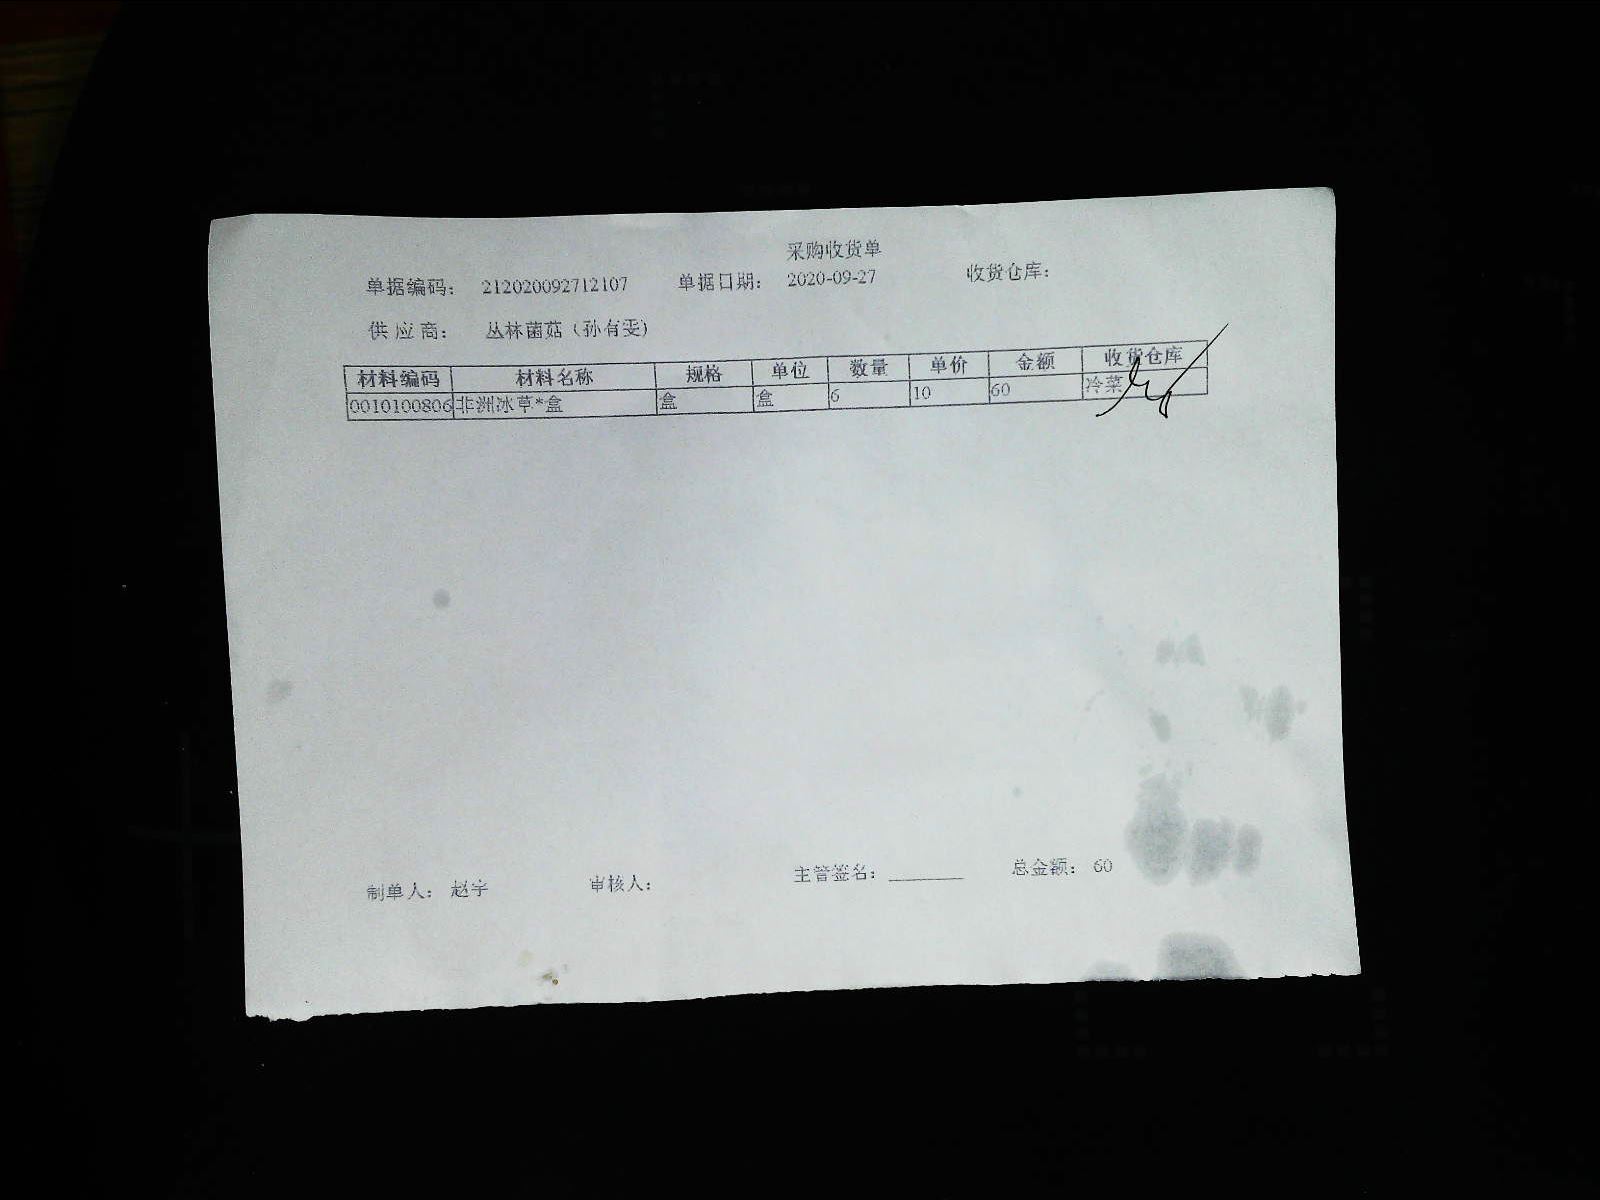 采购收货单
单据编码： 212020092712107 单据日期： 2020-09-27 收货仓库：
供 应 商： 丛林菌菇（孙有雯）
材料编码 材料名称 规格 单位 数量 单价 金额 收货仓库
0010100806 非洲冰草*盒 盒 盒 6 10 60 冷菜
制单人： 赵宇 审核人： 主管签名：________ 总金额： 60